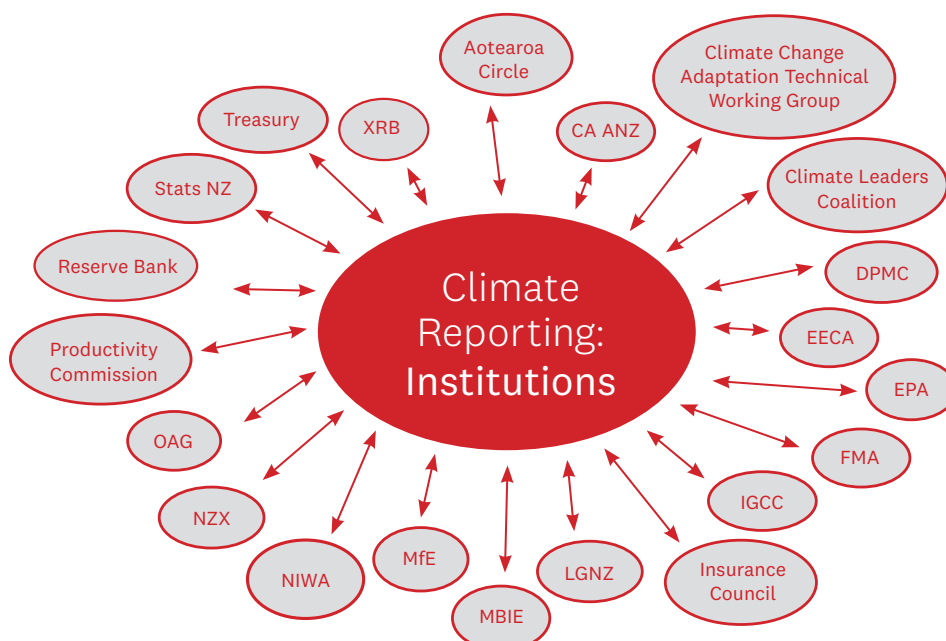 Aotearoa
Circle
Climate Change
Adaptation Technical
Working Group
Treasury
XRB
CA ANZ
Stats NZ
Climate Leaders
Coalition
Reserve Bank
DPMC
Climate
Reporting:
Institutions
Productivity
Commission
EECA
EPA
OAG
FMA
NZX
IGCC
NIWA
MfE
MBIE
LGNZ
Insurance
Council